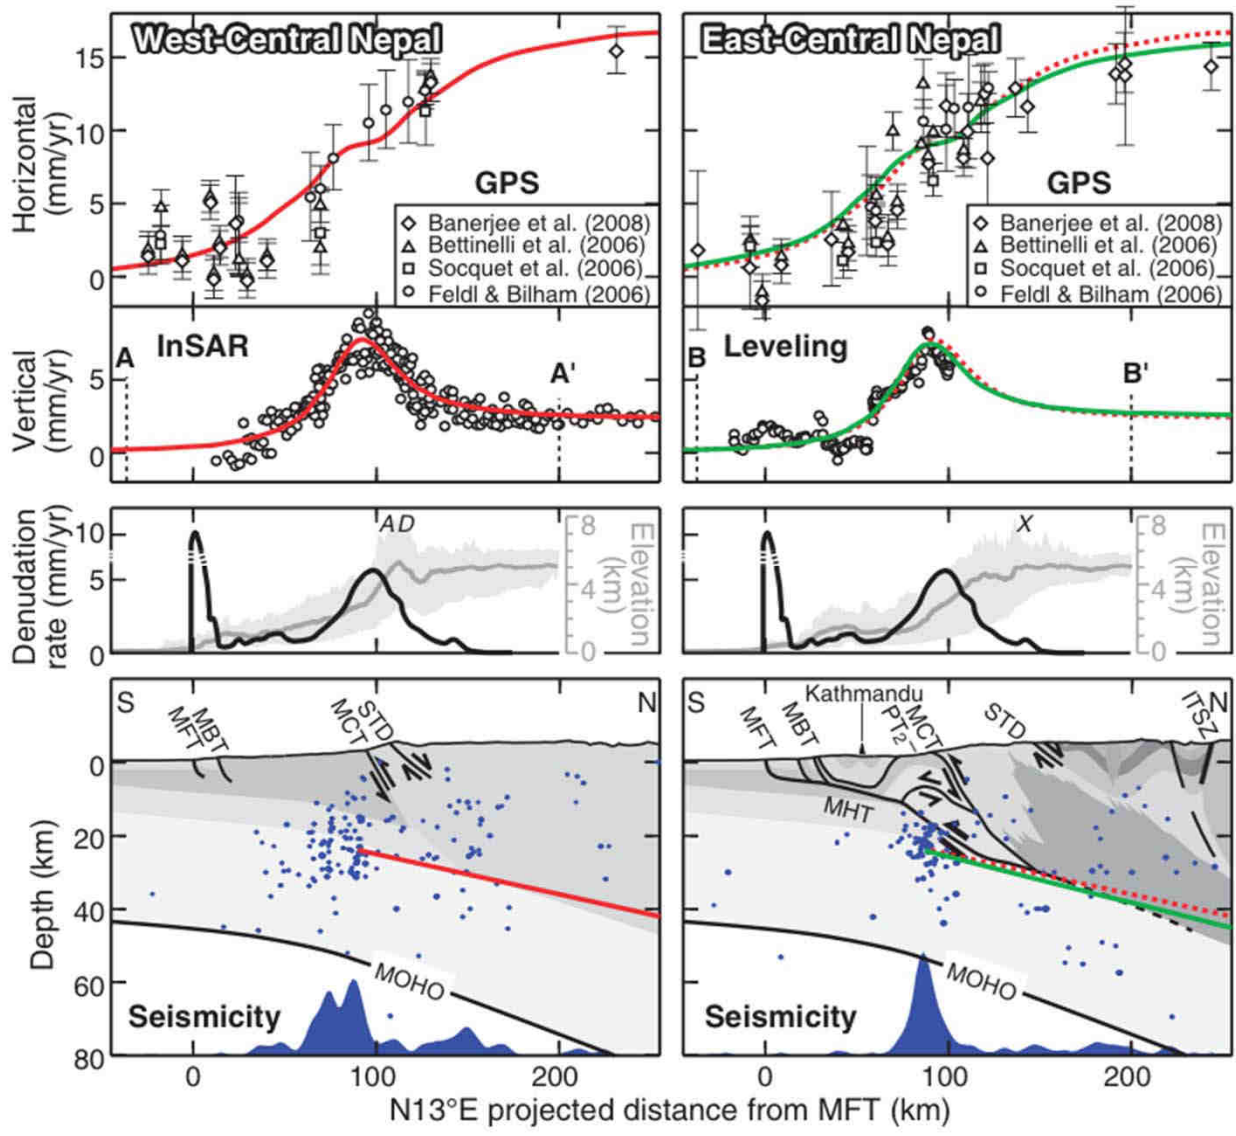 West-Central Nepal
East-Central Nepal
Horizontal
(mm/yr)
15
10
5
0
GPS
Banerjee et al. (2008)
Bettinelli et al. (2006)
Socquet et al. (2006)
Feldl & Bilham (2006)
GPS
Banerjee et al. (2008)
Bettinelli et al. (2006)
Socquet et al. (2006)
Feldl & Bilham (2006)
Vertical
(mm/yr)
5
0
A
InSAR
A'
B
Leveling
B'
Denudation
rate (mm/yr)
10
5
0
AD
8
4
0
Elevation
(km)
X
8
4
0
Elevation
(km)
Depth (km)
0
20
40
60
80
S
MFT
MBT
MCT
STD
N
MOHO
Seismicity
S
MFT
MBT
Kathmandu
PT2
MCT
STD
ITSZ
N
MHT
MOHO
Seismicity
0
100
200
0
100
200
N13°E projected distance from MFT (km)